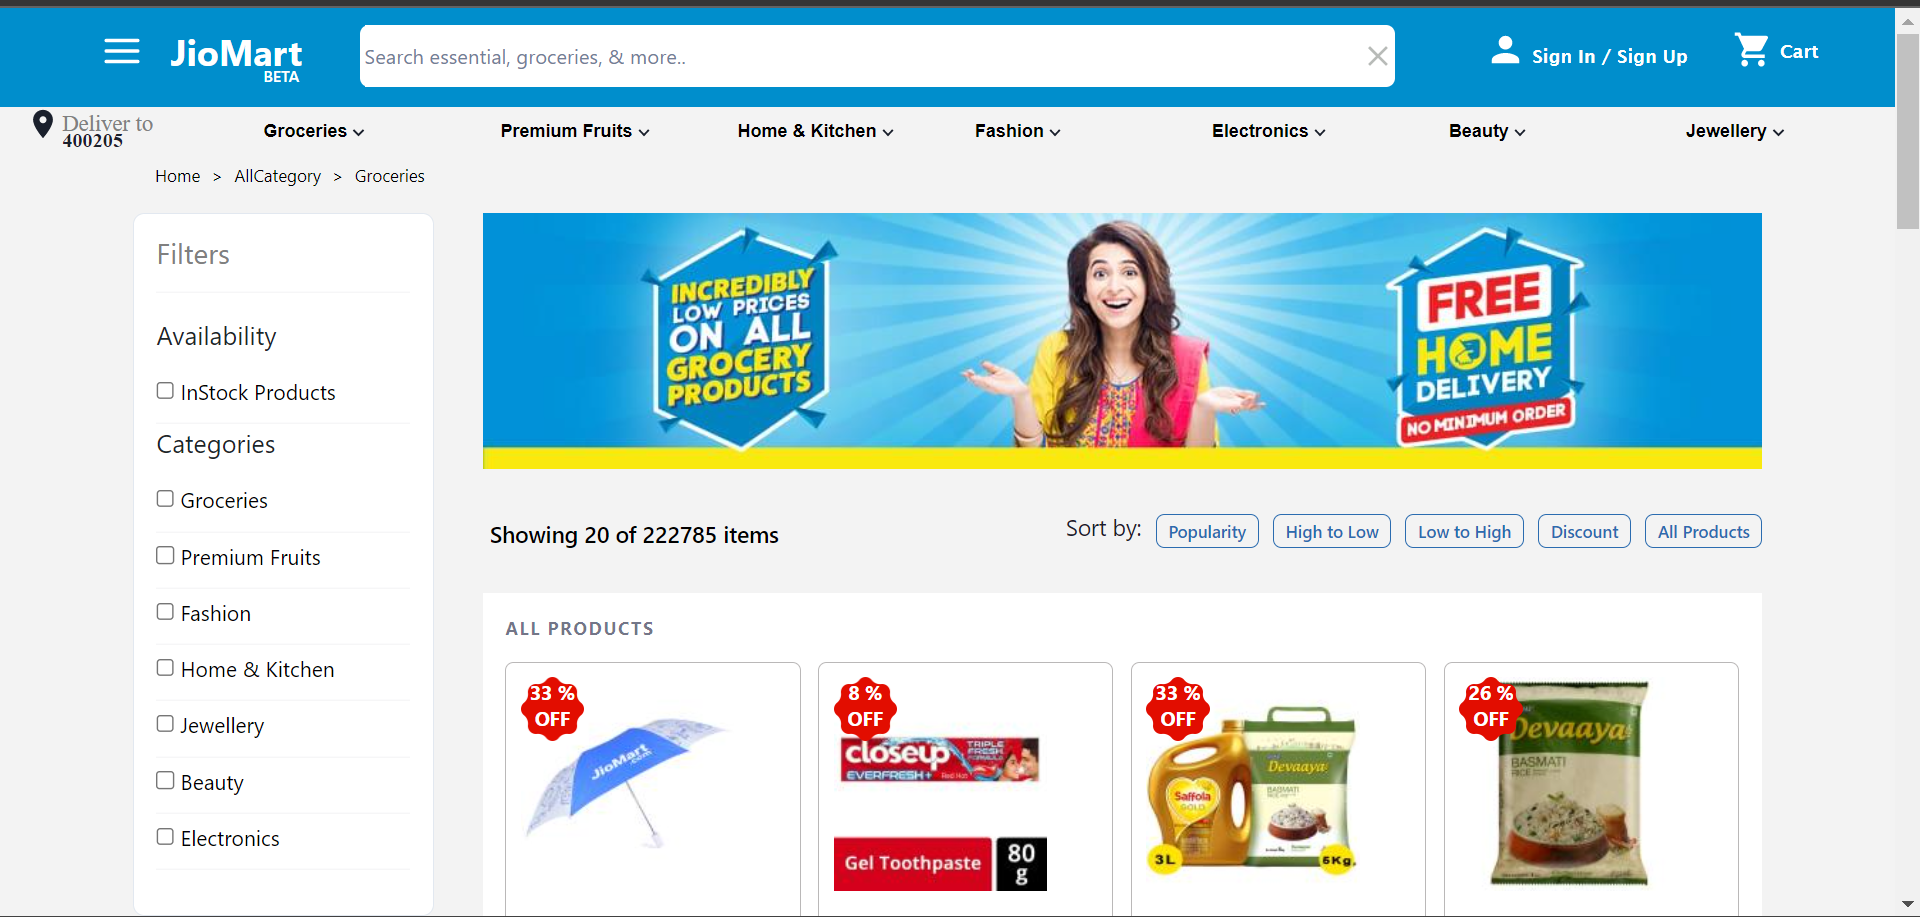 JioMart
BETA
Search essential, groceries, & more..
Sign In / Sign Up
Cart
Deliver to
400205
Groceries
Premium Fruits
Home & Kitchen
Fashion
Electronics
Beauty
Jewellery
Home > AllCategory > Groceries
Filters
Availability
InStock Products
Categories
Groceries
Premium Fruits
Fashion
Home & Kitchen
Jewellery
Beauty
Electronics
INCREDIBLY
LOW PRICES
ON ALL
GROCERY
PRODUCTS
FREE
HOME
DELIVERY
NO MINIMUM ORDER
Showing 20 of 222785 items
Sort by:
Popularity
High to Low
Low to High
Discount
All Products
ALL PRODUCTS
33 %
OFF
JioMart
.com
8 %
OFF
closeup
TRIPLE
FRESH
FORMULA
EVERFRESH+
Red Hot
Gel Toothpaste
80
g
33 %
OFF
Saffola
GOLD
3L
Devaaya
BASMATI
RICE
5Kg.
26 %
OFF
Devaaya
BASMATI
RICE